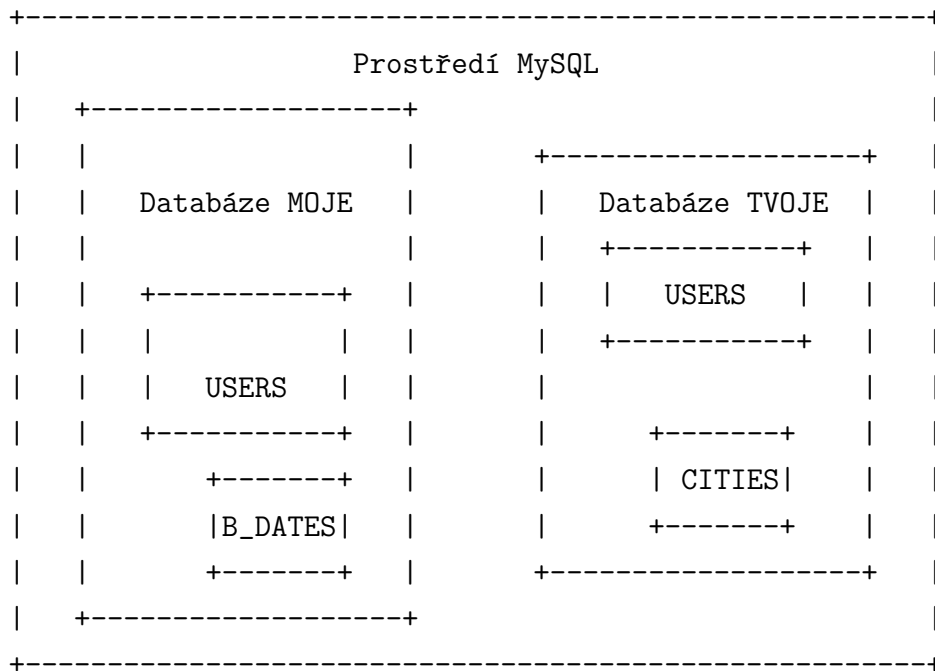 Prostředí MySQL
Databáze MOJE
USERS
B_DATES
Databáze TVOJE
USERS
CITIES